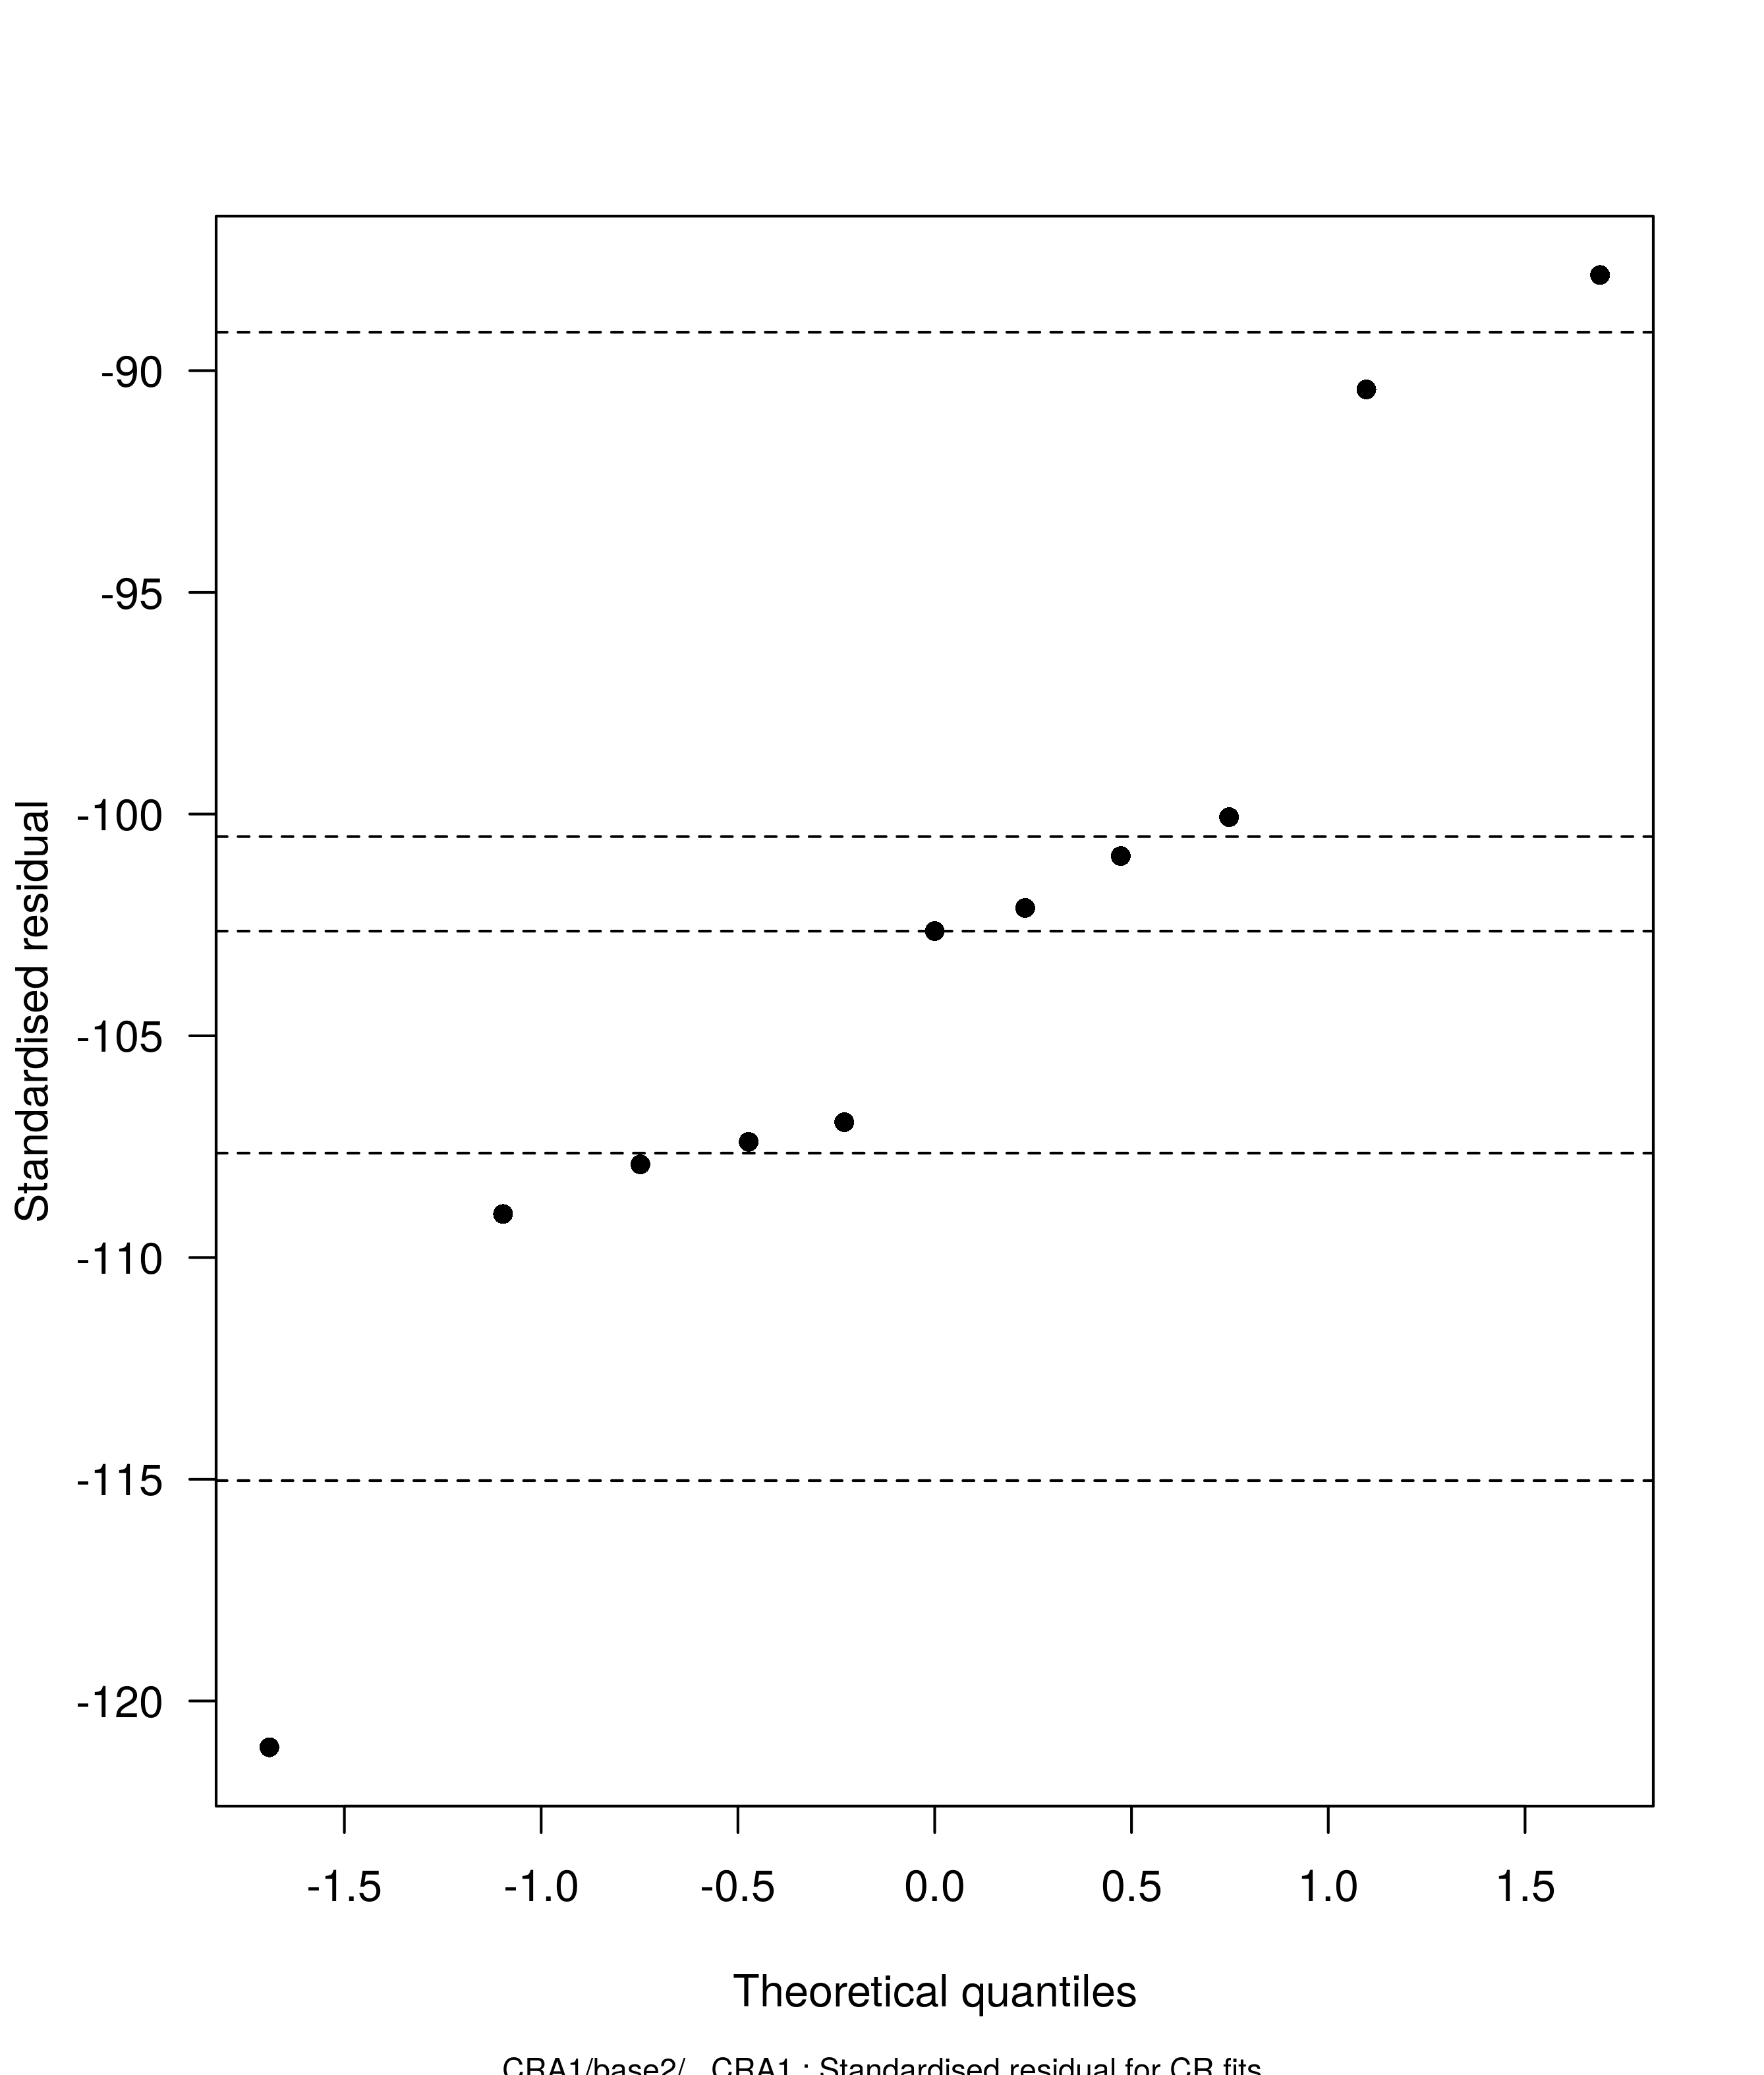 -90
-95
-100
-105
-110
-115
-120
Standardised residual
-1.5 -1.0 -0.5 0.0 0.5 1.0 1.5
Theoretical quantiles
CRA1/base2/ CRA1 : Standardised residual for CR fits